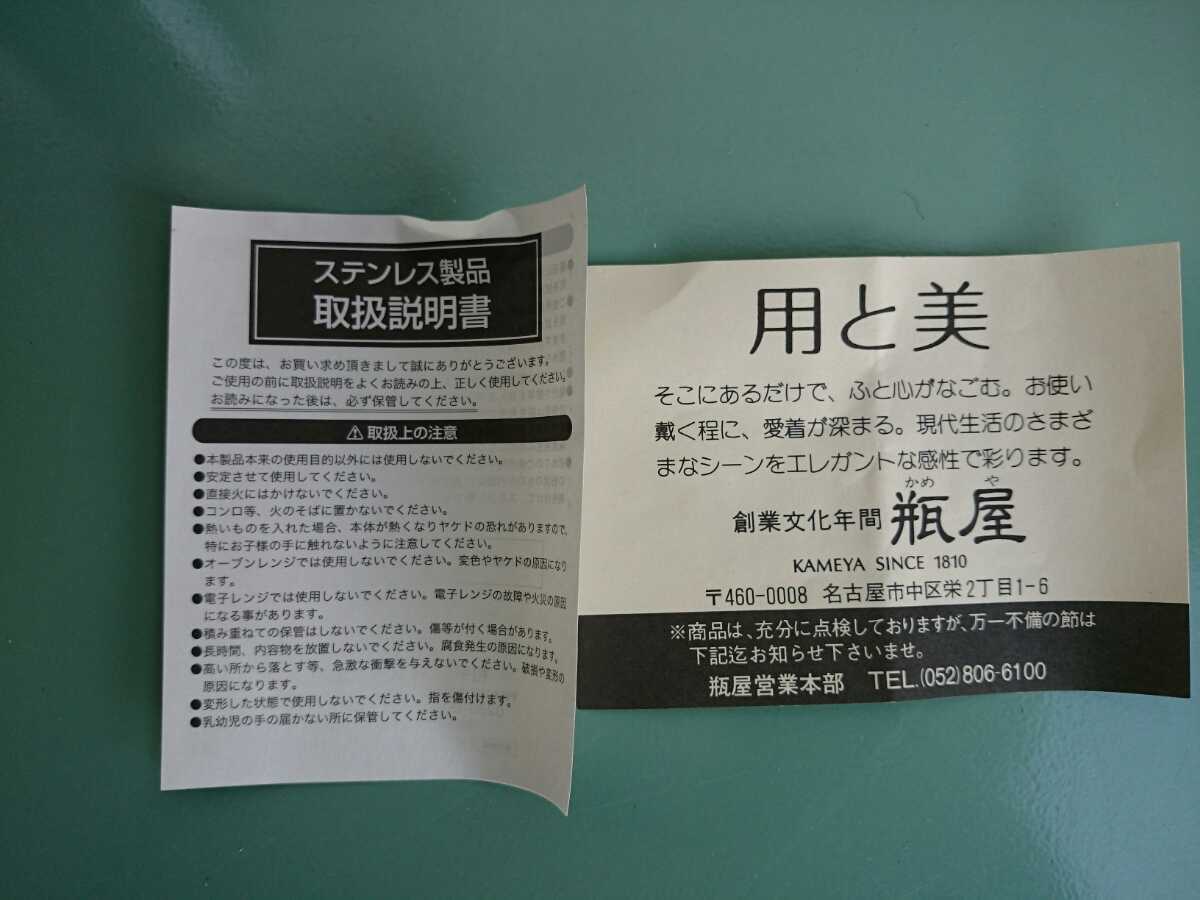 ステンレス製品
取扱説明書
この度は、お買い求め頂きまして誠にありがとうございます。
ご使用の前に取扱説明をよくお読みの上、正しく使用してください。
お読みになった後は、必ず保管してください。
⚠取扱上の注意
●本製品本来の使用目的以外には使用しないでください。
●安定させて使用してください。
●直接火にはかけないでください。
●コンロ等、火のそばに置かないでください。
●熱いものを入れた場合、本体が熱くなりヤケドの恐れがありますので、
特にお子様の手に触れないように注意してください。
●オーブンレンジでは使用しないでください。変色やヤケドの原因になり
ます。
●電子レンジでは使用しないでください。電子レンジの故障や火災の原因
になる事があります。
●積み重ねての保管はしないでください。傷等が付く場合があります。
●長時間、内容物を放置しないでください。腐食発生の原因になります。
●高い所から落とす等、急激な衝撃を与えないでください。破損や変形の
原因になります。
●変形した状態で使用しないでください。指を傷付けます。
●乳幼児の手の届かない所に保管してください。
用と美
そこにあるだけで、ふと心がなごむ。お使い
戴く程に、愛着が深まる。現代生活のさまざ
まなシーンをエレガントな感性で彩ります。
かめや
創業文化年間 瓶屋
KAMEYA SINCE 1810
〒460-0008 名古屋市中区栄2丁目1-6
※商品は、充分に点検しておりますが、万一不備の節は
下記迄お知らせ下さいませ。
瓶屋営業本部 TEL.(052)806-6100